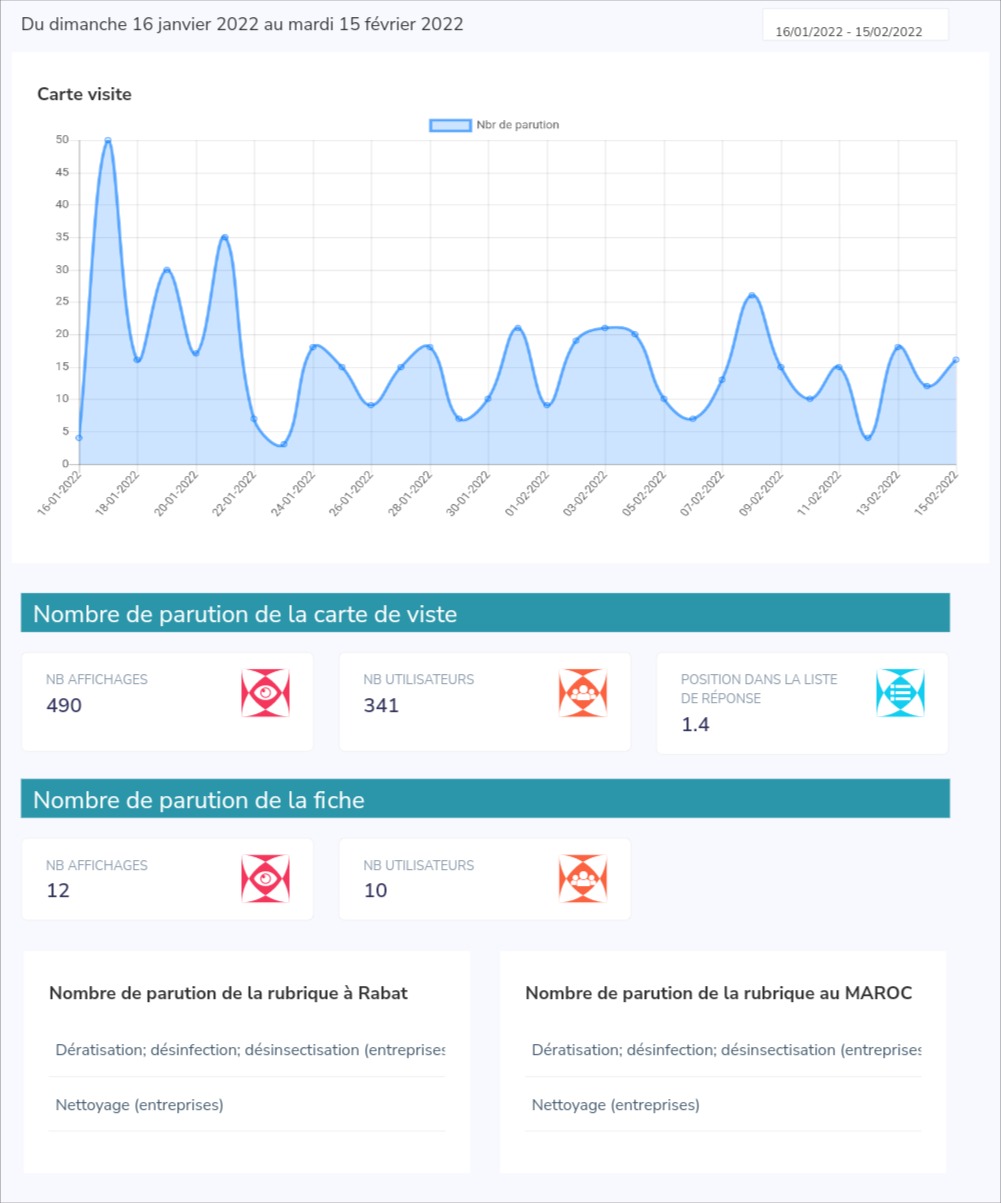 Du dimanche 16 janvier 2022 au mardi 15 février 2022
16/01/2022 - 15/02/2022
Carte visite
Nbr de parution
50
45
40
35
30
25
20
15
10
5
0
16-01-2022
18-01-2022
20-01-2022
22-01-2022
24-01-2022
26-01-2022
28-01-2022
30-01-2022
01-02-2022
03-02-2022
05-02-2022
07-02-2022
09-02-2022
11-02-2022
13-02-2022
15-02-2022
Nombre de parution de la carte de viste
NB AFFICHAGES
490
NB UTILISATEURS
341
POSITION DANS LA LISTE
DE RÉPONSE
1.4
Nombre de parution de la fiche
NB AFFICHAGES
12
NB UTILISATEURS
10
Nombre de parution de la rubrique à Rabat
Dératisation; désinfection; désinsectisation (entreprises
Nettoyage (entreprises)
Nombre de parution de la rubrique au MAROC
Dératisation; désinfection; désinsectisation (entreprises
Nettoyage (entreprises)